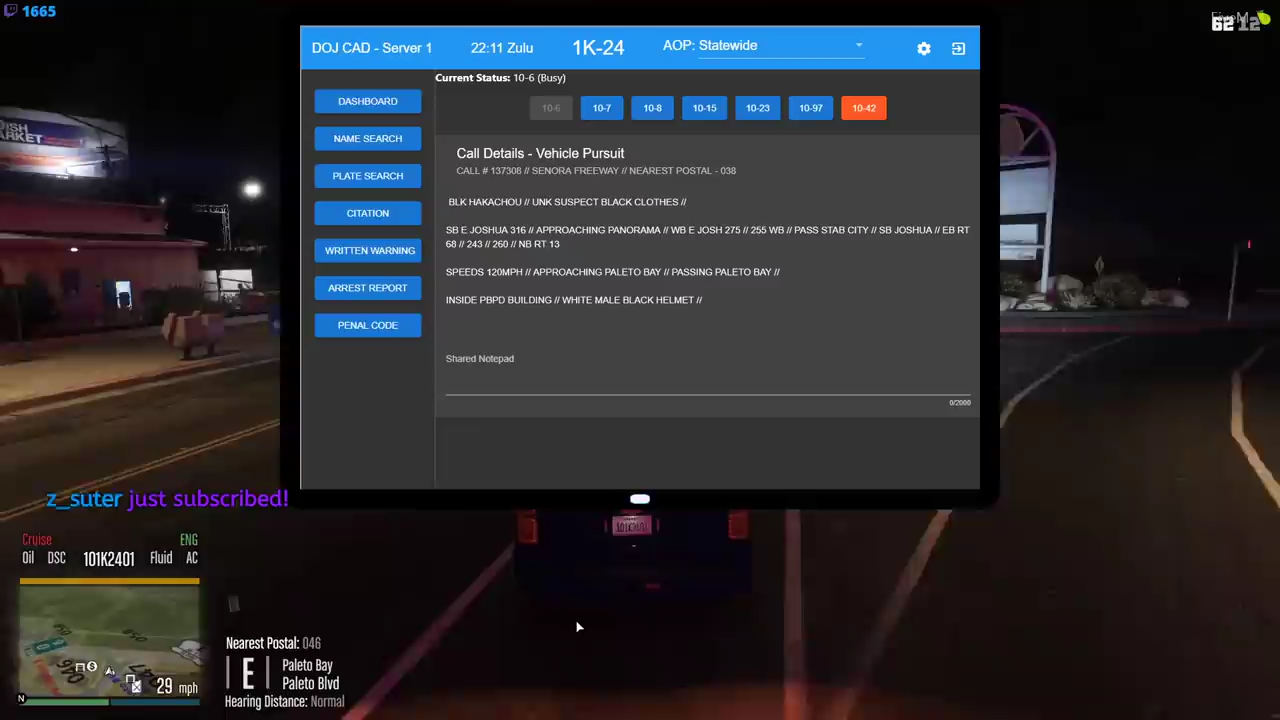 1665
FiveM
62 12
DOJ CAD - Server 1
22:11 Zulu
1K-24
AOP: Statewide
Current Status: 10-6 (Busy)
10-6
10-7
10-8
10-15
10-23
10-97
10-42
DASHBOARD
NAME SEARCH
PLATE SEARCH
CITATION
WRITTEN WARNING
ARREST REPORT
PENAL CODE
Call Details - Vehicle Pursuit
CALL # 137308 // SENORA FREEWAY // NEAREST POSTAL - 038
BLK HAKACHOU // UNK SUSPECT BLACK CLOTHES //
SB E JOSHUA 316 // APPROACHING PANORAMA // WB E JOSH 275 // 255 WB // PASS STAB CITY // SB JOSHUA // EB RT
68 // 243 // 260 // NB RT 13
SPEEDS 120MPH // APPROACHING PALETO BAY // PASSING PALETO BAY //
INSIDE PBPD BUILDING // WHITE MALE BLACK HELMET //
Shared Notepad
0/2000
MARKET
z_suter just subscribed!
Cruise
ENG
Oil DSC 101K2401 Fluid AC
N
29 mph
Nearest Postal: 046
E
Paleto Bay
Paleto Blvd
Hearing Distance: Normal